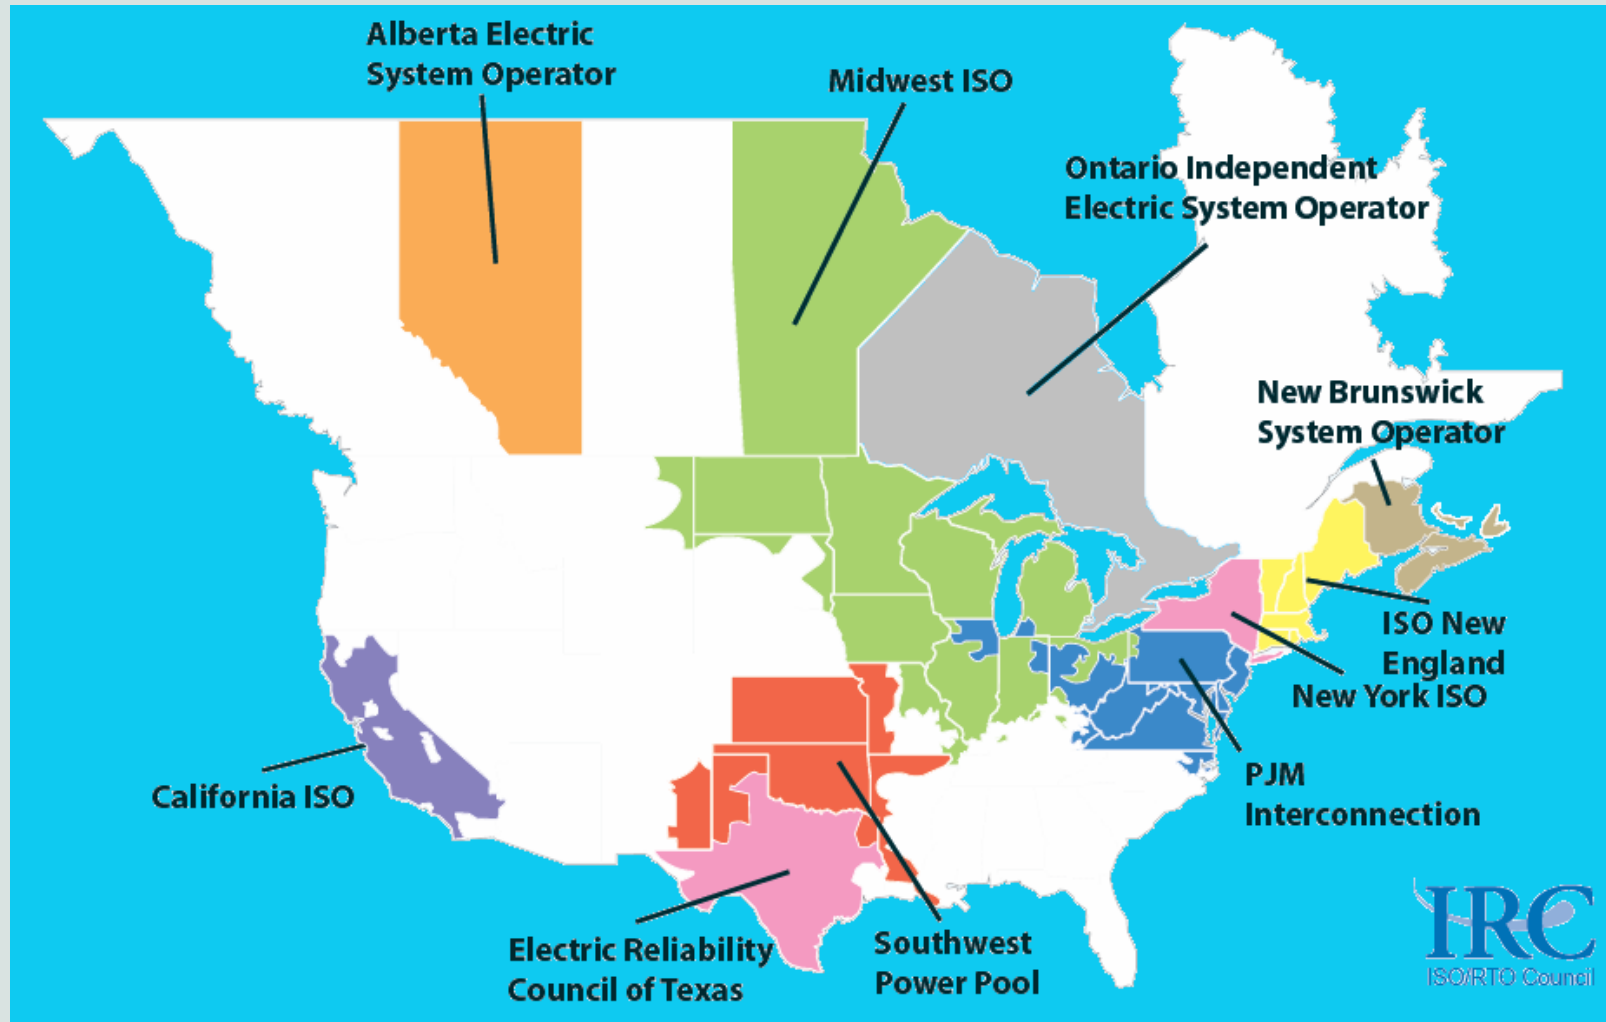 Alberta Electric
System Operator
Midwest ISO
Ontario Independent
Electric System Operator
New Brunswick
System Operator
ISO New
England
New York ISO
PJM
Interconnection
California ISO
Electric Reliability
Council of Texas
Southwest
Power Pool
IRC
ISO/RTO Council